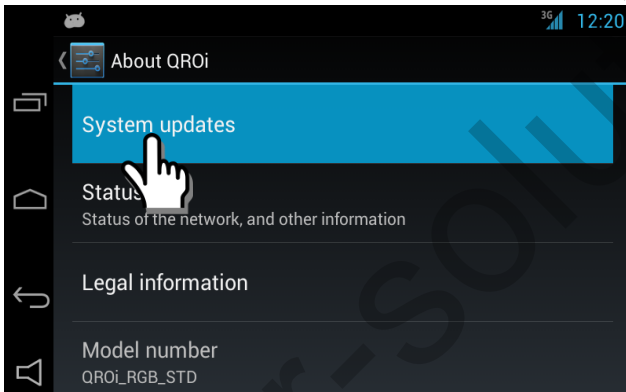 3G 12:20
About QROi
System updates
Status
Status of the network, and other information
Legal information
Model number
QROi_RGB_STD
r-solu